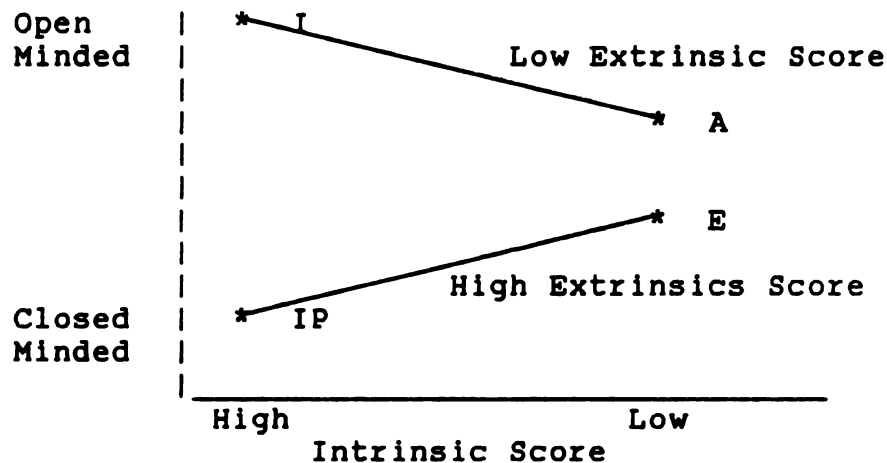 Open
Minded
I
Low Extrinsic Score
A
E
High Extrinsics Score
Closed
Minded
IP
High Low
Intrinsic Score